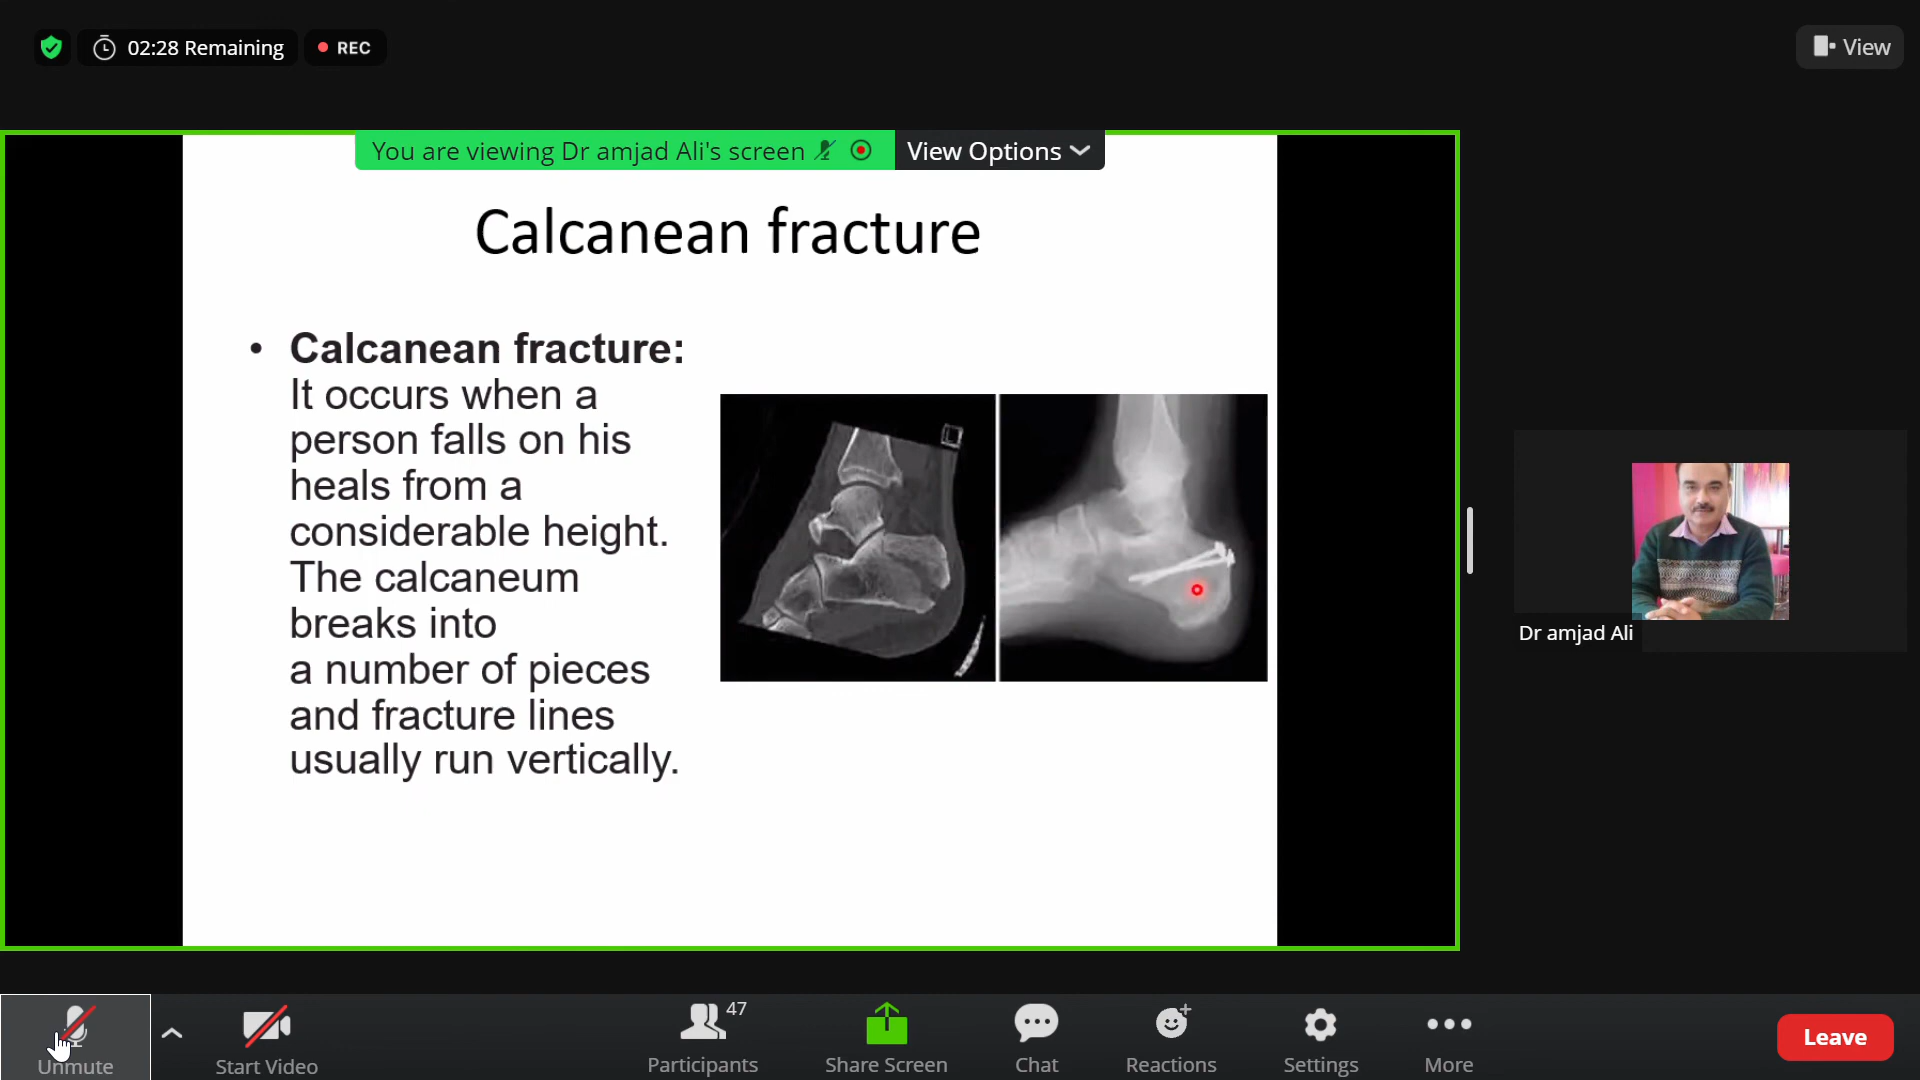 02:28 Remaining
REC
View
You are viewing Dr amjad Ali's screen
View Options
Calcanean fracture
• Calcanean fracture:
It occurs when a
person falls on his
heals from a
considerable height.
The calcaneum
breaks into
a number of pieces
and fracture lines
usually run vertically.
Dr amjad Ali
Unmute
Start Video
47
Participants
Share Screen
Chat
Reactions
Settings
More
Leave